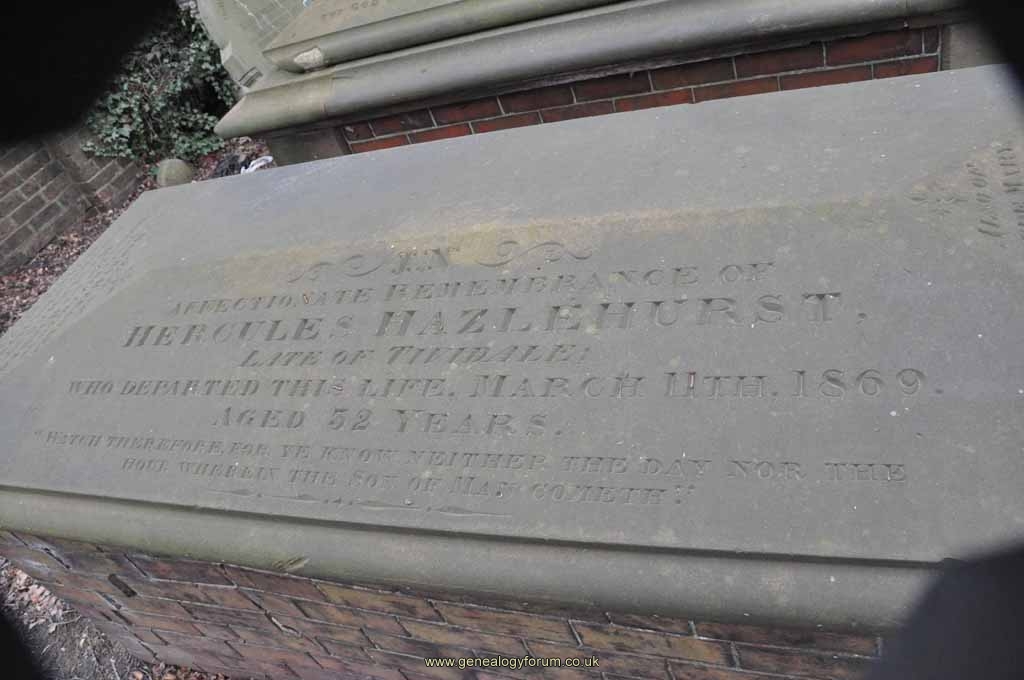 IN
AFFECTIONATE REMEMBRANCE OF
HERCULES HAZLEHURST.
LATE OF TIVIDALE;
WHO DEPARTED THIS LIFE, MARCH 11TH, 1869.
AGED 52 YEARS.
"WATCH THEREFORE, FOR YE KNOW NEITHER THE DAY NOR THE
HOUR WHEREIN THE SON OF MAN COMETH."
www.genealogyforum.co.uk